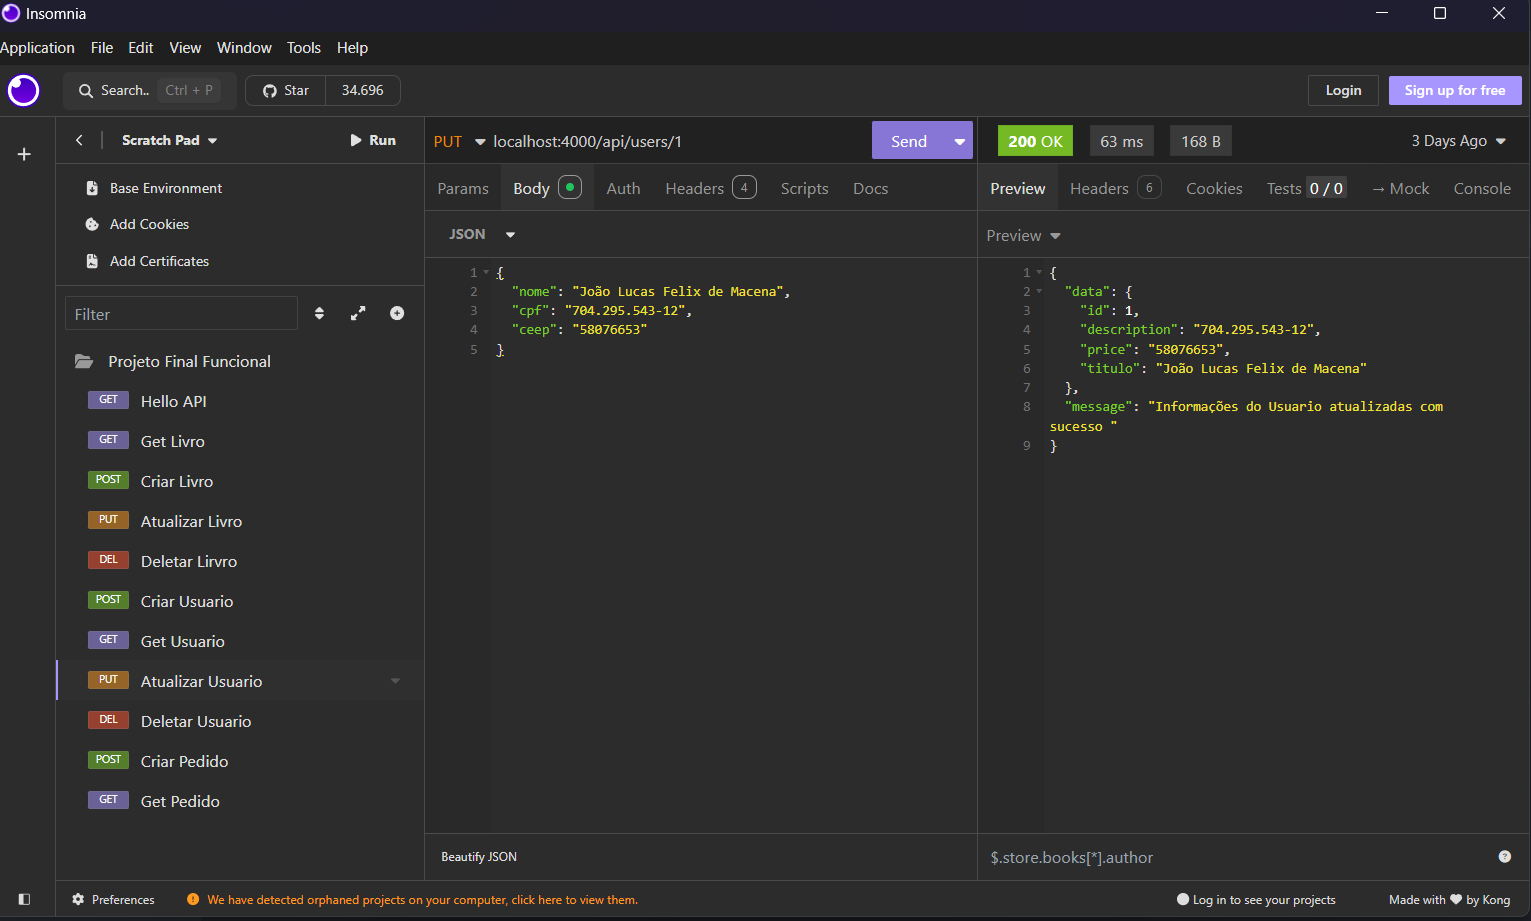 Insomnia
Application File Edit View Window Tools Help
Search.. Ctrl + P Star 34.696 Login Sign up for free
Scratch Pad Run
Base Environment
Add Cookies
Add Certificates
Filter
Projeto Final Funcional
GET Hello API
GET Get Livro
POST Criar Livro
PUT Atualizar Livro
DEL Deletar Lirvro
POST Criar Usuario
GET Get Usuario
PUT Atualizar Usuario
DEL Deletar Usuario
POST Criar Pedido
GET Get Pedido
PUT localhost:4000/api/users/1 Send
Params Body Auth Headers 4 Scripts Docs
JSON
1 {
2 "nome": "João Lucas Felix de Macena",
3 "cpf": "704.295.543-12",
4 "ceep": "58076653"
5 }
Beautify JSON
200 OK 63 ms 168 B 3 Days Ago
Preview Headers 6 Cookies Tests 0 / 0 → Mock Console
Preview
1 {
2 "data": {
3 "id": 1,
4 "description": "704.295.543-12",
5 "price": "58076653",
6 "titulo": "João Lucas Felix de Macena"
7 },
8 "message": "Informações do Usuario atualizadas com
sucesso "
9 }
$.store.books[*].author
Preferences We have detected orphaned projects on your computer, click here to view them. Log in to see your projects Made with ♥ by Kong